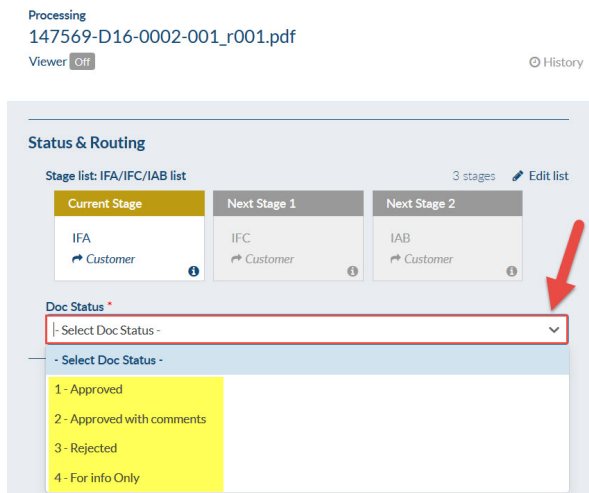 Processing
147569-D16-0002-001_r001.pdf
Viewer Off
History
Status & Routing
Stage list: IFA/IFC/IAB list
3 stages Edit list
Current Stage Next Stage 1 Next Stage 2
IFA IFC IAB
Customer Customer Customer
Doc Status *
- Select Doc Status -
- Select Doc Status -
1 - Approved
2 - Approved with comments
3 - Rejected
4 - For info Only